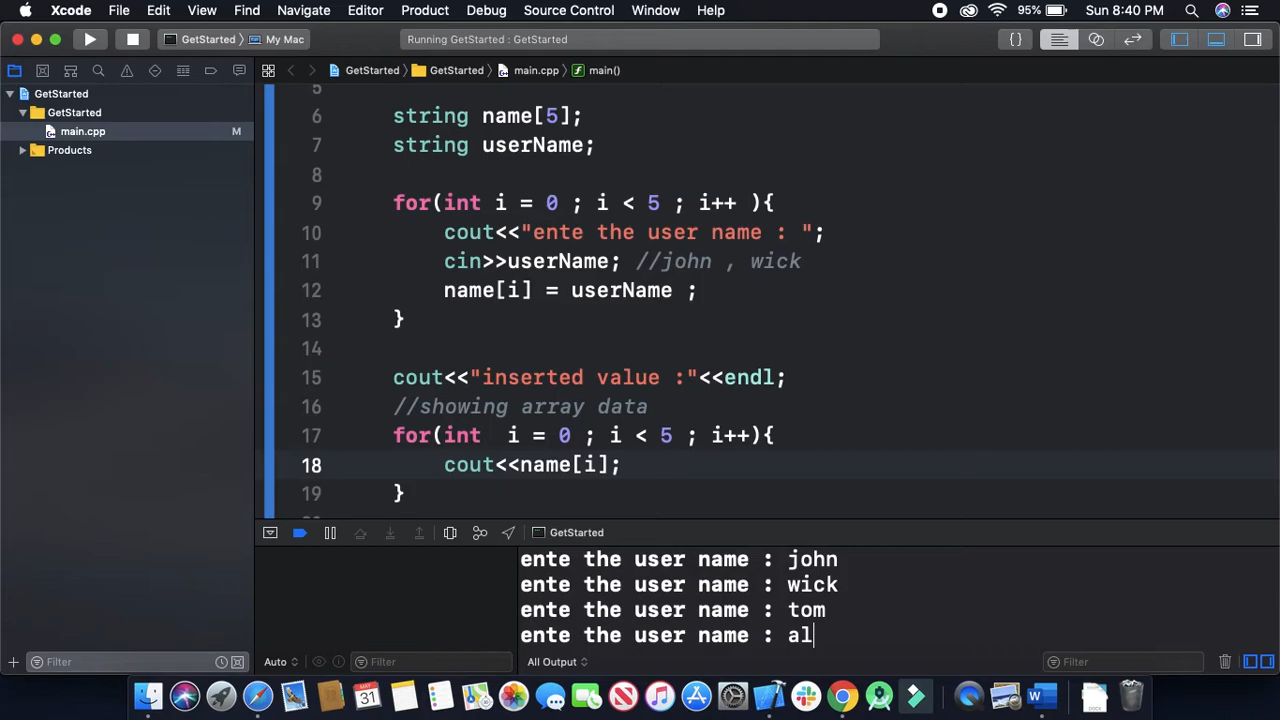 Xcode File Edit View Find Navigate Editor Product Debug Source Control Window Help 95% Sun 8:40 PM
GetStarted My Mac Running GetStarted : GetStarted {}
GetStarted GetStarted main.cpp main()
GetStarted
GetStarted
main.cpp M
Products
5
6 string name[5];
7 string userName;
8
9 for(int i = 0 ; i < 5 ; i++ ){
10 cout<<"ente the user name : ";
11 cin>>userName; //john , wick
12 name[i] = userName ;
13 }
14
15 cout<<"inserted value :"<<endl;
16 //showing array data
17 for(int i = 0 ; i < 5 ; i++){
18 cout<<name[i];
19 }
GetStarted
ente the user name : john
ente the user name : wick
ente the user name : tom
ente the user name : al
Filter Auto Filter All Output Filter
MAY 31